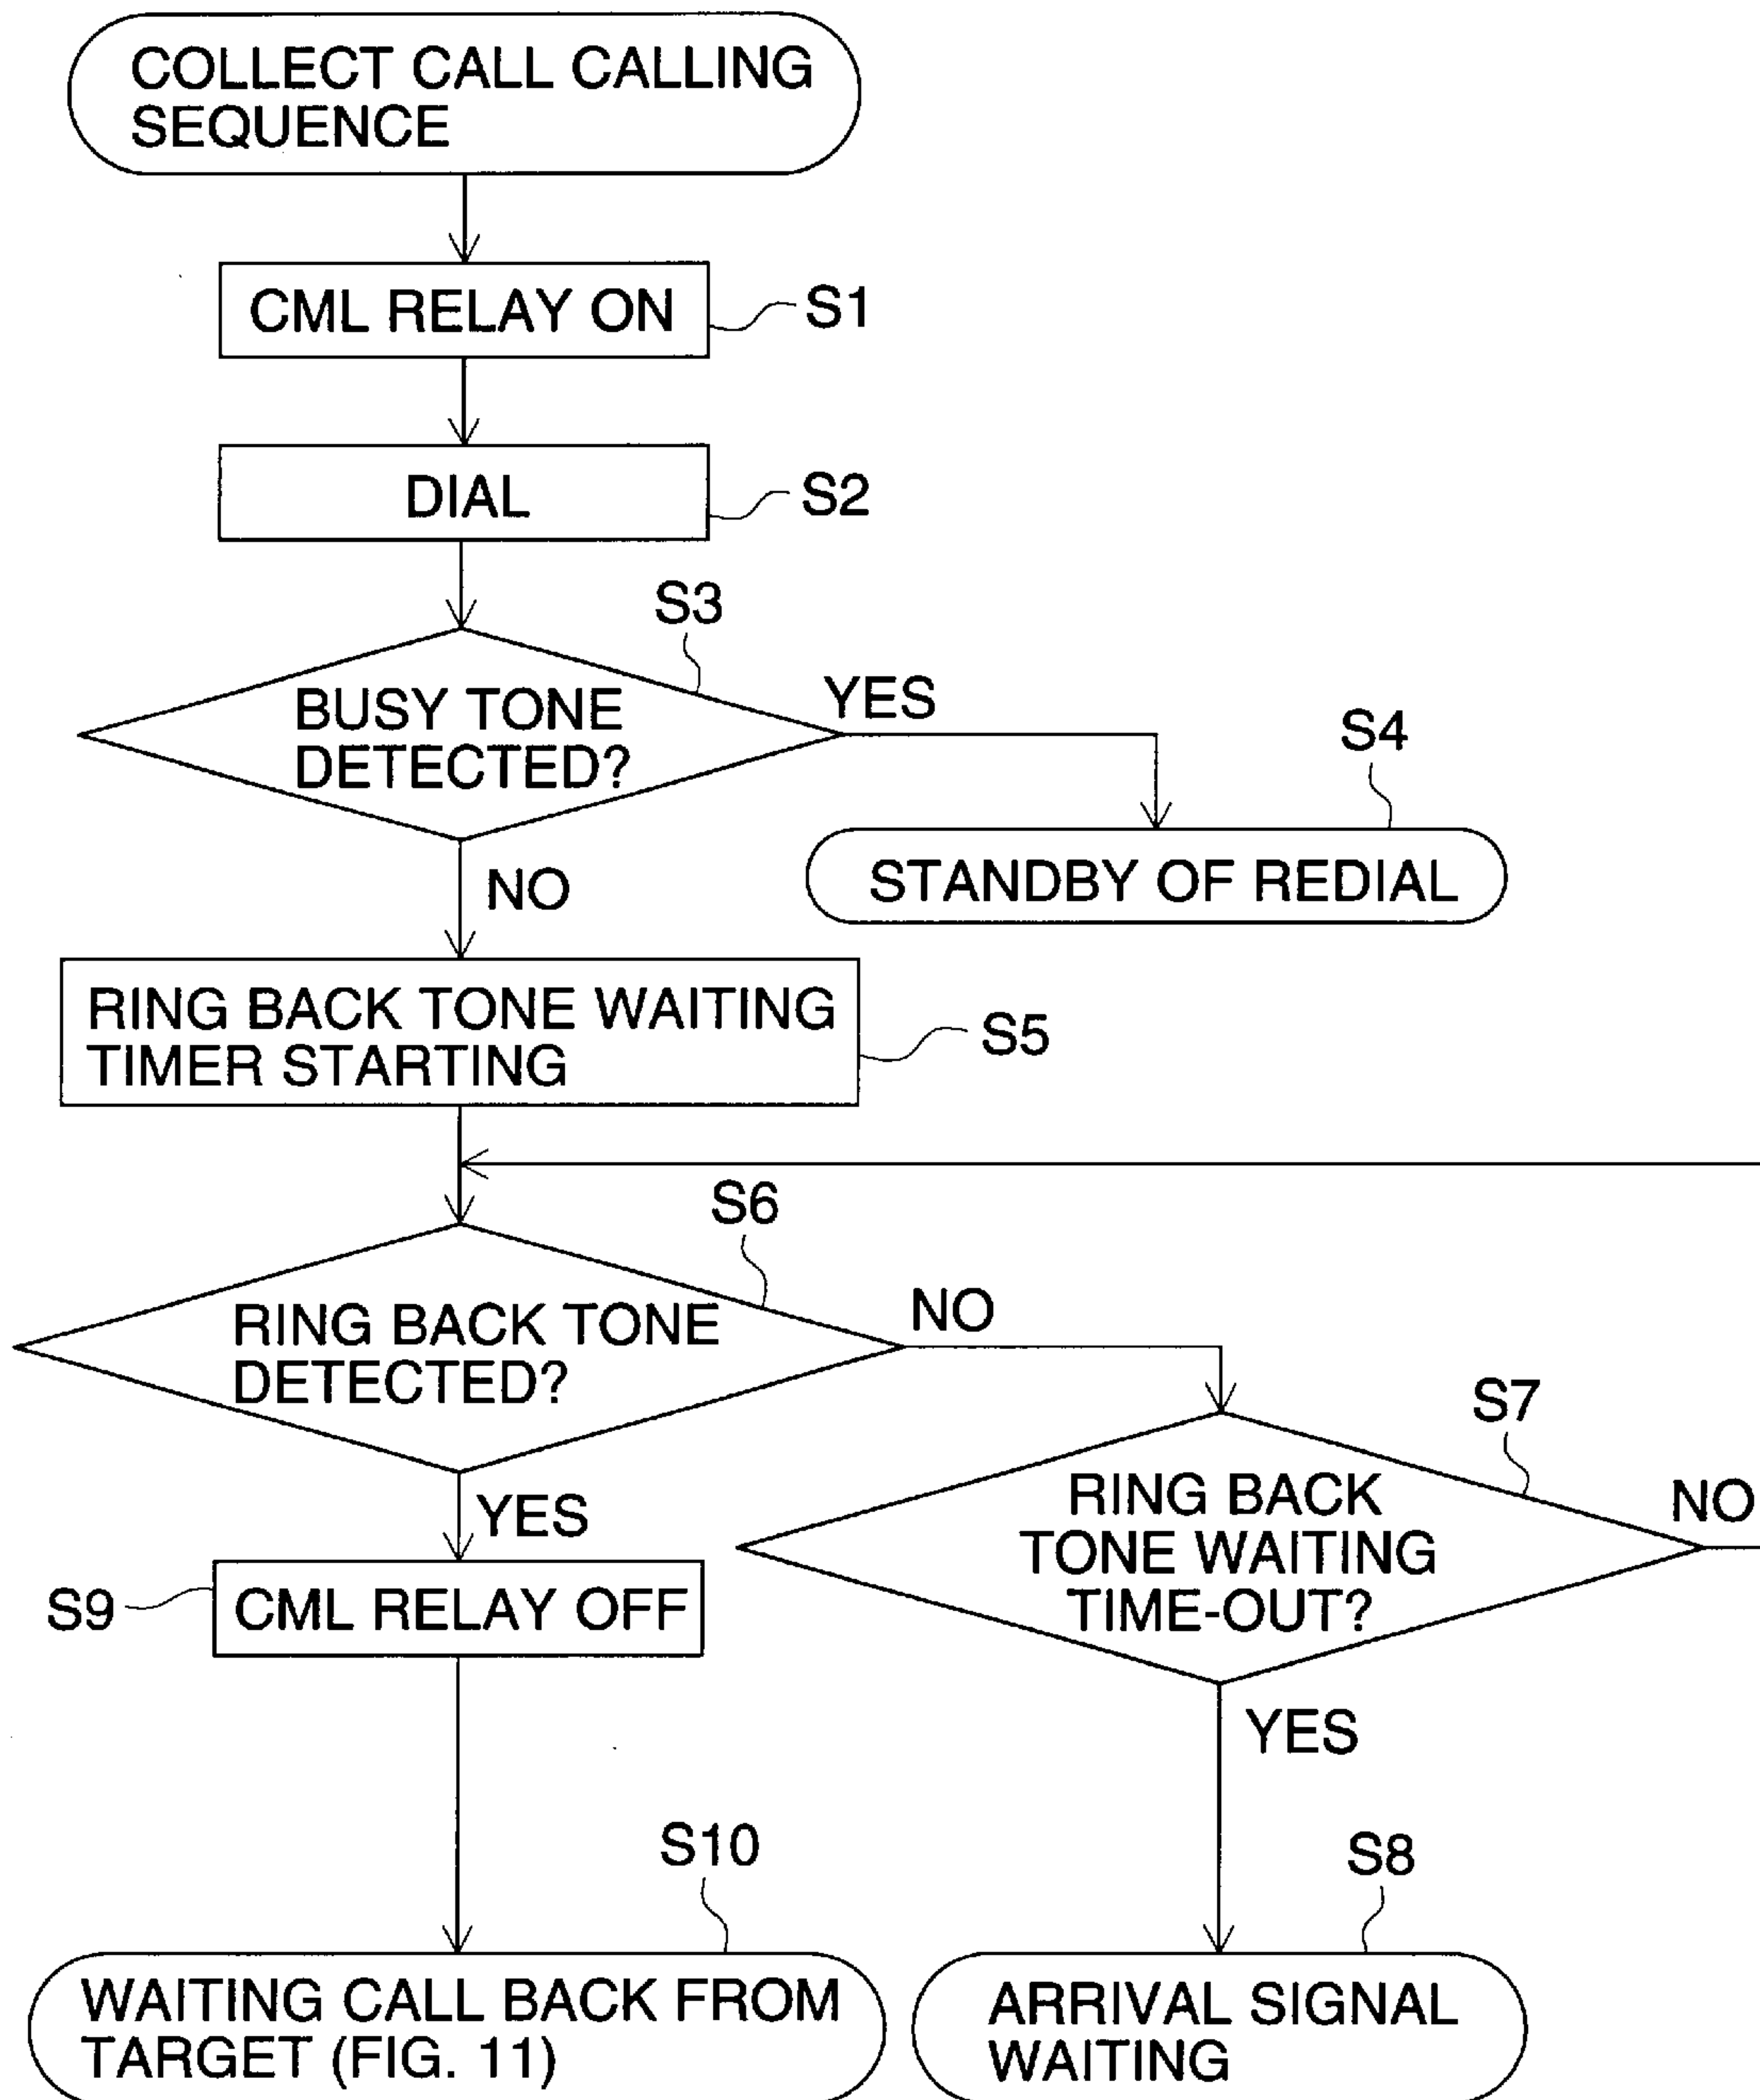 COLLECT CALL CALLING
SEQUENCE
CML RELAY ON
S1
DIAL
S2
S3
BUSY TONE
DETECTED?
YES
S4
STANDBY OF REDIAL
NO
RING BACK TONE WAITING
TIMER STARTING
S5
S6
RING BACK TONE
DETECTED?
NO
S7
RING BACK
TONE WAITING
TIME-OUT?
NO
YES
S9
CML RELAY OFF
YES
S10
WAITING CALL BACK FROM
TARGET (FIG. 11)
S8
ARRIVAL SIGNAL
WAITING